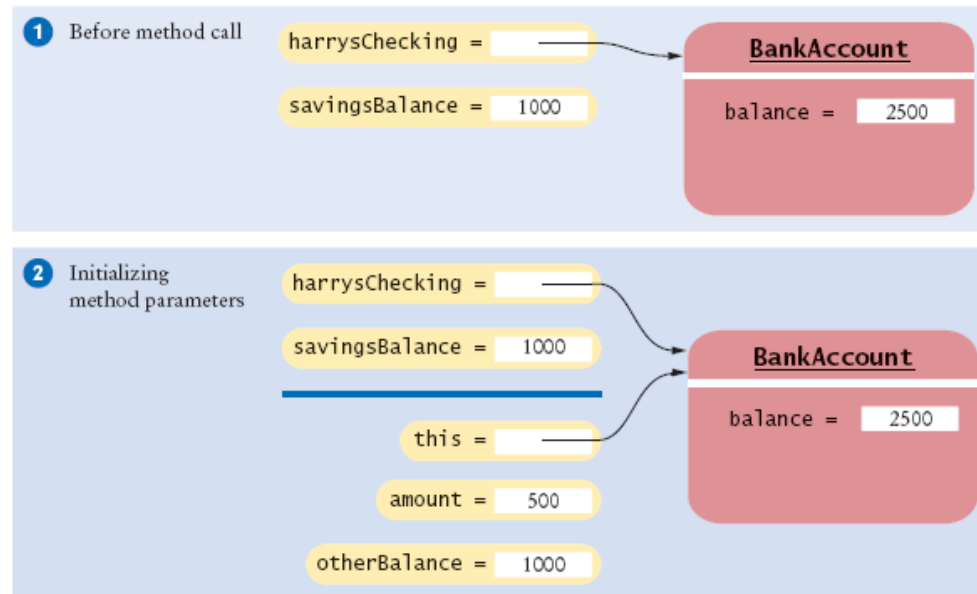 1 Before method call
harrysChecking =
savingsBalance = 1000
BankAccount
balance = 2500
2 Initializing
method parameters
harrysChecking =
savingsBalance = 1000
this =
amount = 500
otherBalance = 1000
BankAccount
balance = 2500